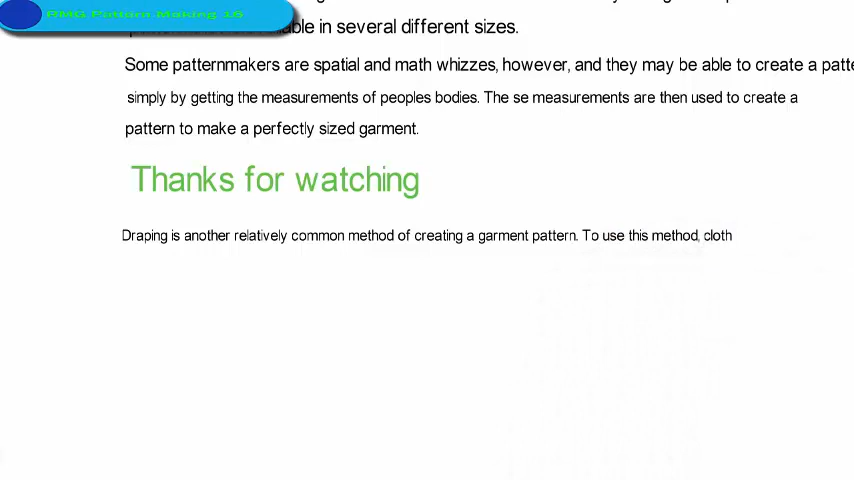 RMG Pattern Making 16
able in several different sizes.
Some patternmakers are spatial and math whizzes, however, and they may be able to create a patte
simply by getting the measurements of peoples bodies. The se measurements are then used to create a
pattern to make a perfectly sized garment.
Thanks for watching
Draping is another relatively common method of creating a garment pattern. To use this method, cloth